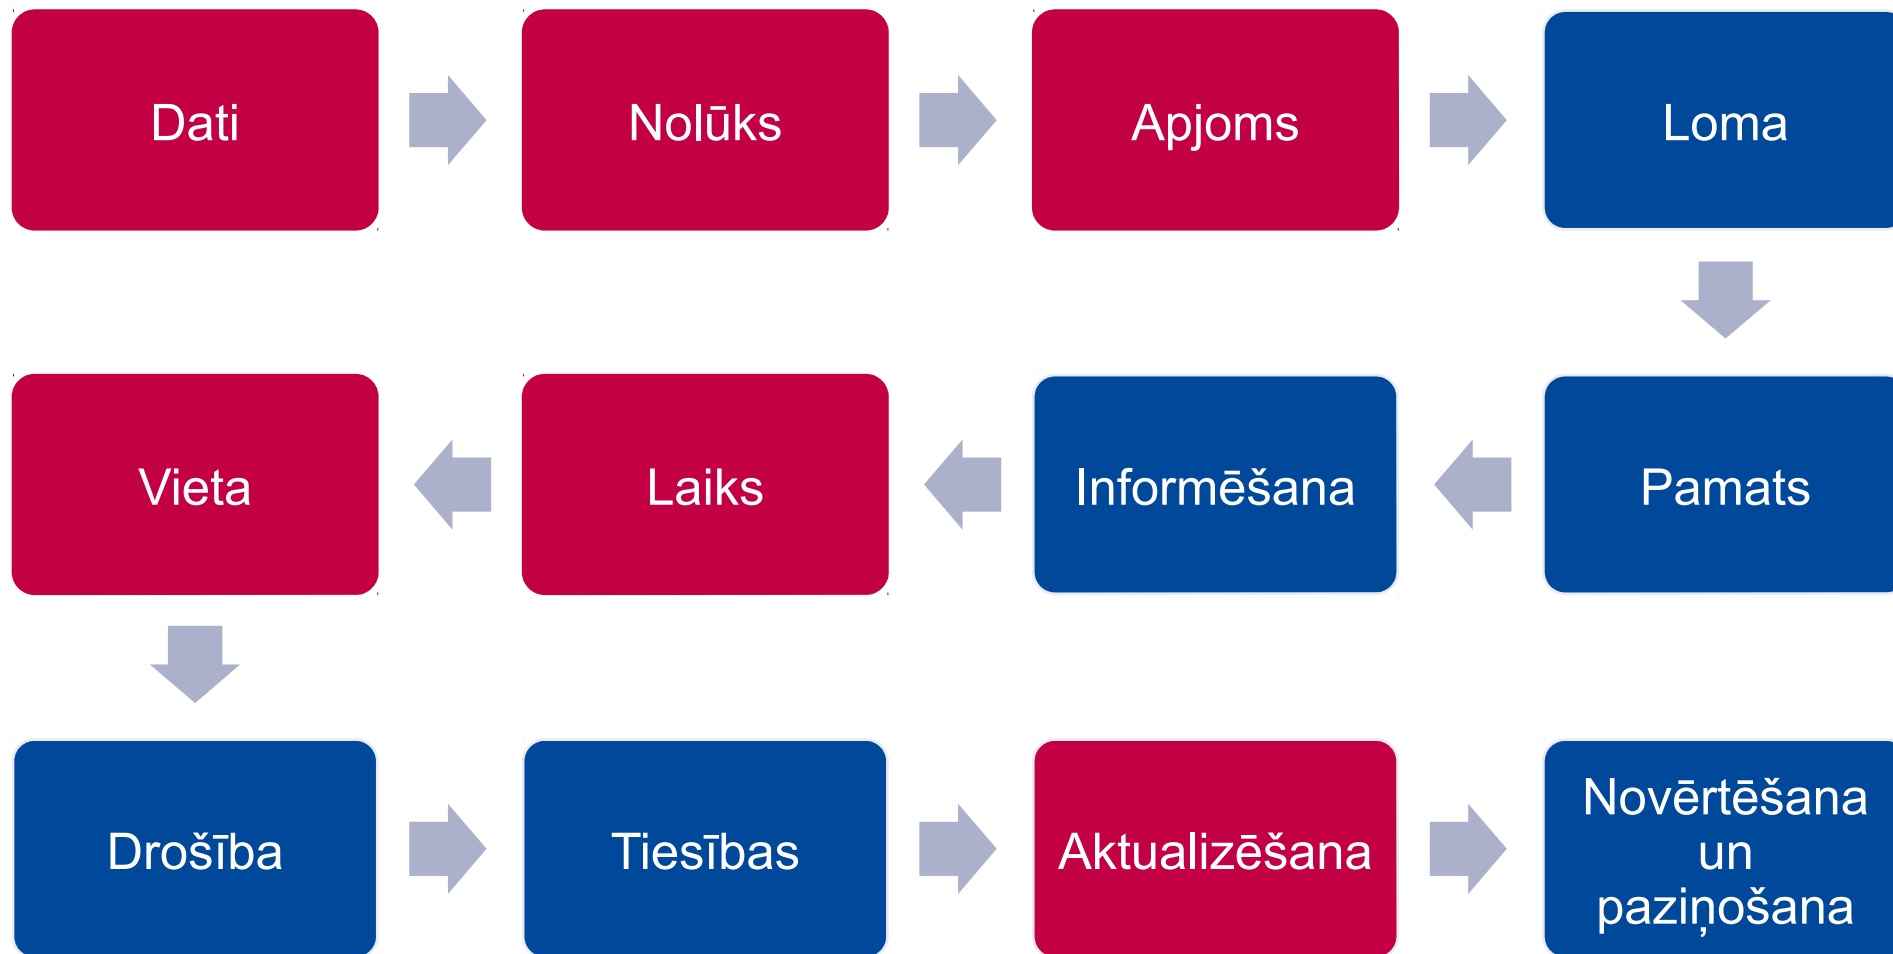 Dati
Nolūks
Apjoms
Loma
Pamats
Informēšana
Laiks
Vieta
Drošība
Tiesības
Aktualizēšana
Novērtēšana
un
paziņošana